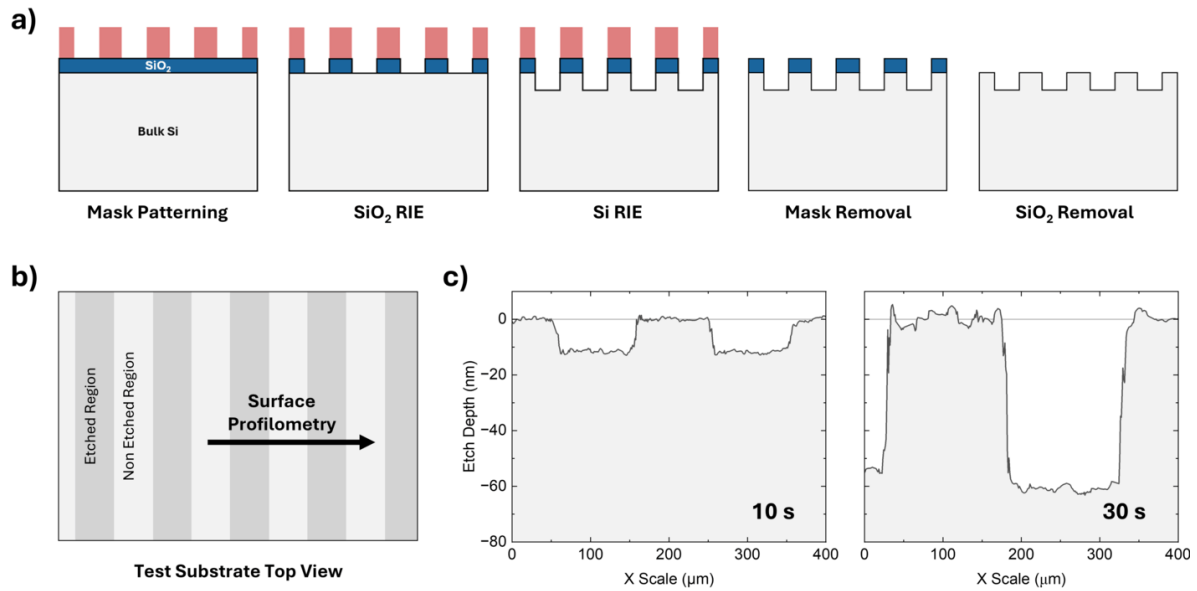 a)
SiO₂
Bulk Si
Mask Patterning
SiO₂ RIE
Si RIE
Mask Removal
SiO₂ Removal
b)
Etched Region
Non Etched Region
Surface
Profilometry
Test Substrate Top View
c)
Etch Depth (nm)
0
−20
−40
−60
−80
10 s
0
100
200
300
400
X Scale (µm)
30 s
0
100
200
300
400
X Scale (µm)